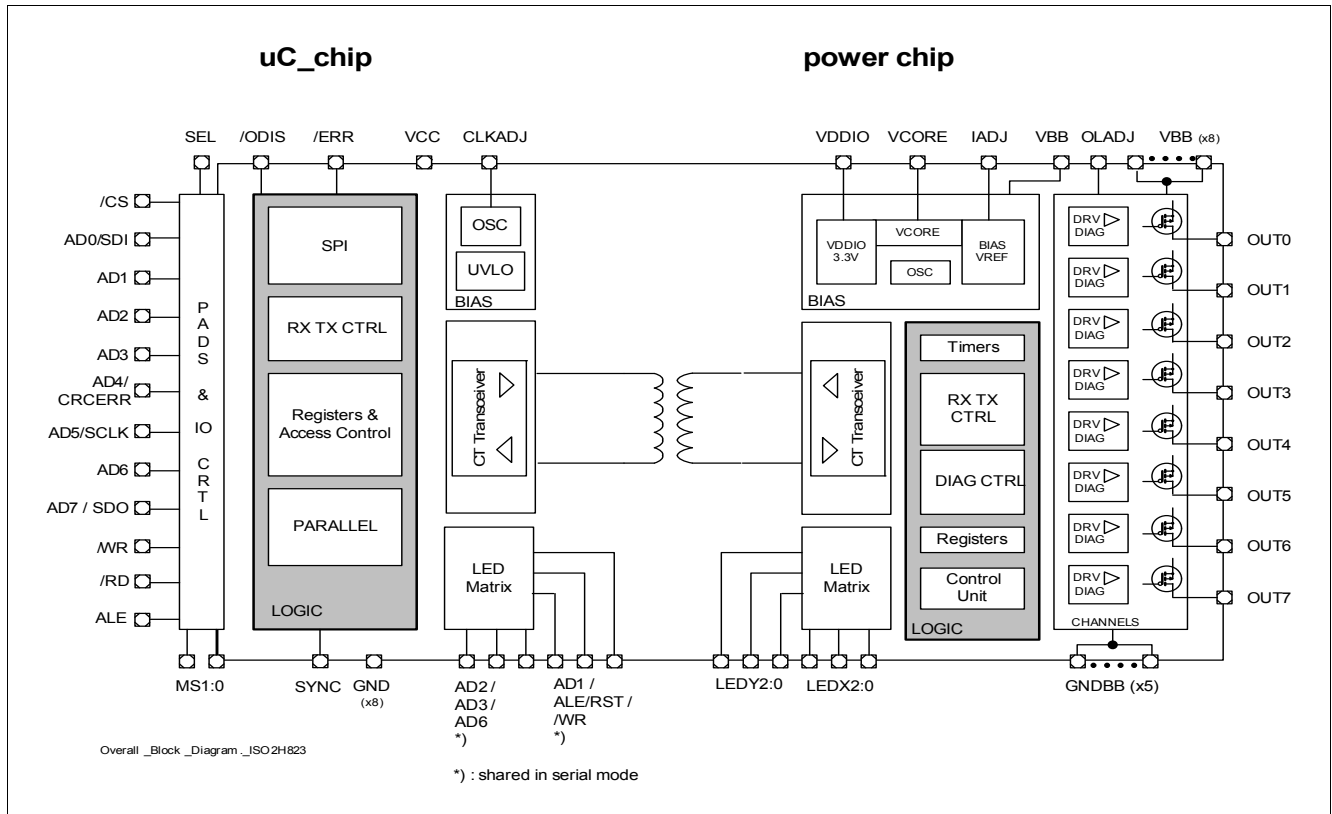 uC_chip
power chip
SEL
/ODIS
/ERR
VCC
CLKADJ
VDDIO
VCORE
IADJ
VBB
OLADJ
VBB (x8)
/CS
AD0/SDI
AD1
AD2
AD3
AD4/
CRCERR
AD5/SCLK
AD6
AD7 / SDO
/WR
/RD
ALE
PADS
&
IO
CRTL
SPI
RX TX CTRL
Registers &
Access Control
PARALLEL
LOGIC
OSC
UVLO
BIAS
CT Transceiver
LED
Matrix
VDDIO
3.3V
VCORE
OSC
BIAS
VREF
BIAS
CT Transceiver
LED
Matrix
Timers
RX TX
CTRL
DIAG CTRL
Registers
Control
Unit
LOGIC
DRV
DIAG
DRV
DIAG
DRV
DIAG
DRV
DIAG
DRV
DIAG
DRV
DIAG
DRV
DIAG
DRV
DIAG
CHANNELS
OUT0
OUT1
OUT2
OUT3
OUT4
OUT5
OUT6
OUT7
MS1:0
SYNC
GND
(x8)
AD2 /
AD3 /
AD6
*)
AD1 /
ALE/RST /
/WR
*)
LEDY2:0
LEDX2:0
GNDBB (x5)
Overall _Block _Diagram ._ISO2H823
*) : shared in serial mode